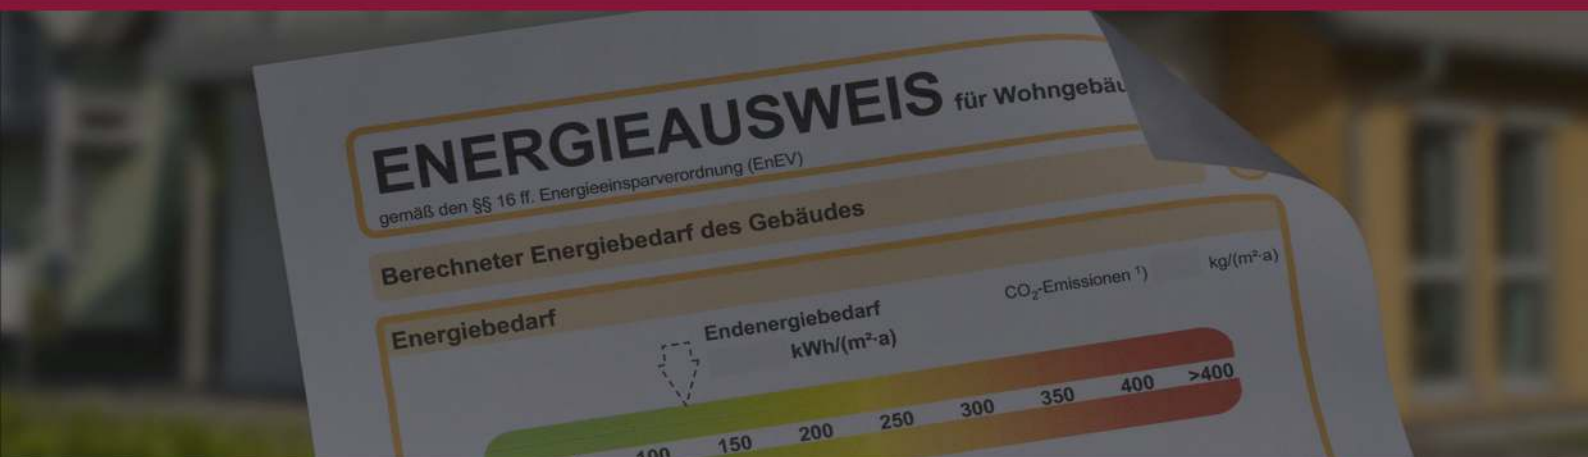 ENERGIEAUSWEIS für Wohngebäu
gemäß den §§ 16 ff. Energieeinsparverordnung (EnEV)
Berechneter Energiebedarf des Gebäudes
Energiebedarf
Endenergiebedarf
kWh/(m²·a)
CO₂-Emissionen ¹)
kg/(m²·a)
100 150 200 250 300 350 400 >400